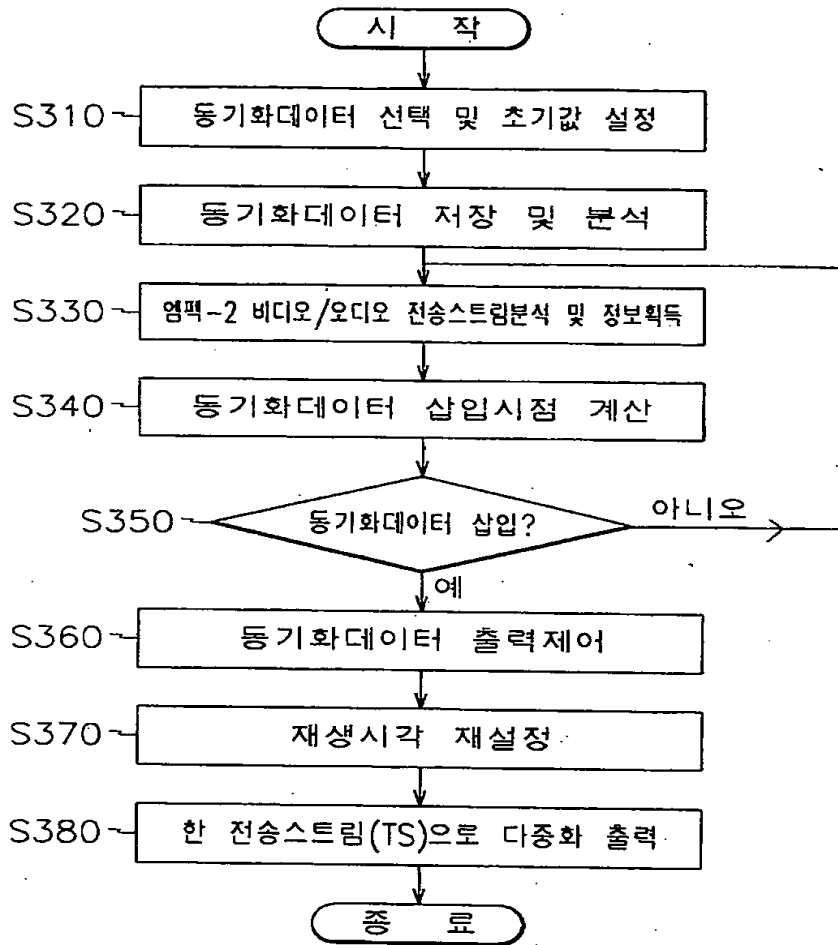 시 작
S310
동기화데이터 선택 및 초기값 설정
S320
동기화데이터 저장 및 분석
S330
엠펙-2 비디오/오디오 전송스트림분석 및 정보획득
S340
동기화데이터 삽입시점 계산
S350
동기화데이터 삽입?
아니오
예
S360
동기화데이터 출력제어
S370
재생시각 재설정
S380
한 전송스트림(TS)으로 다중화 출력
종 료